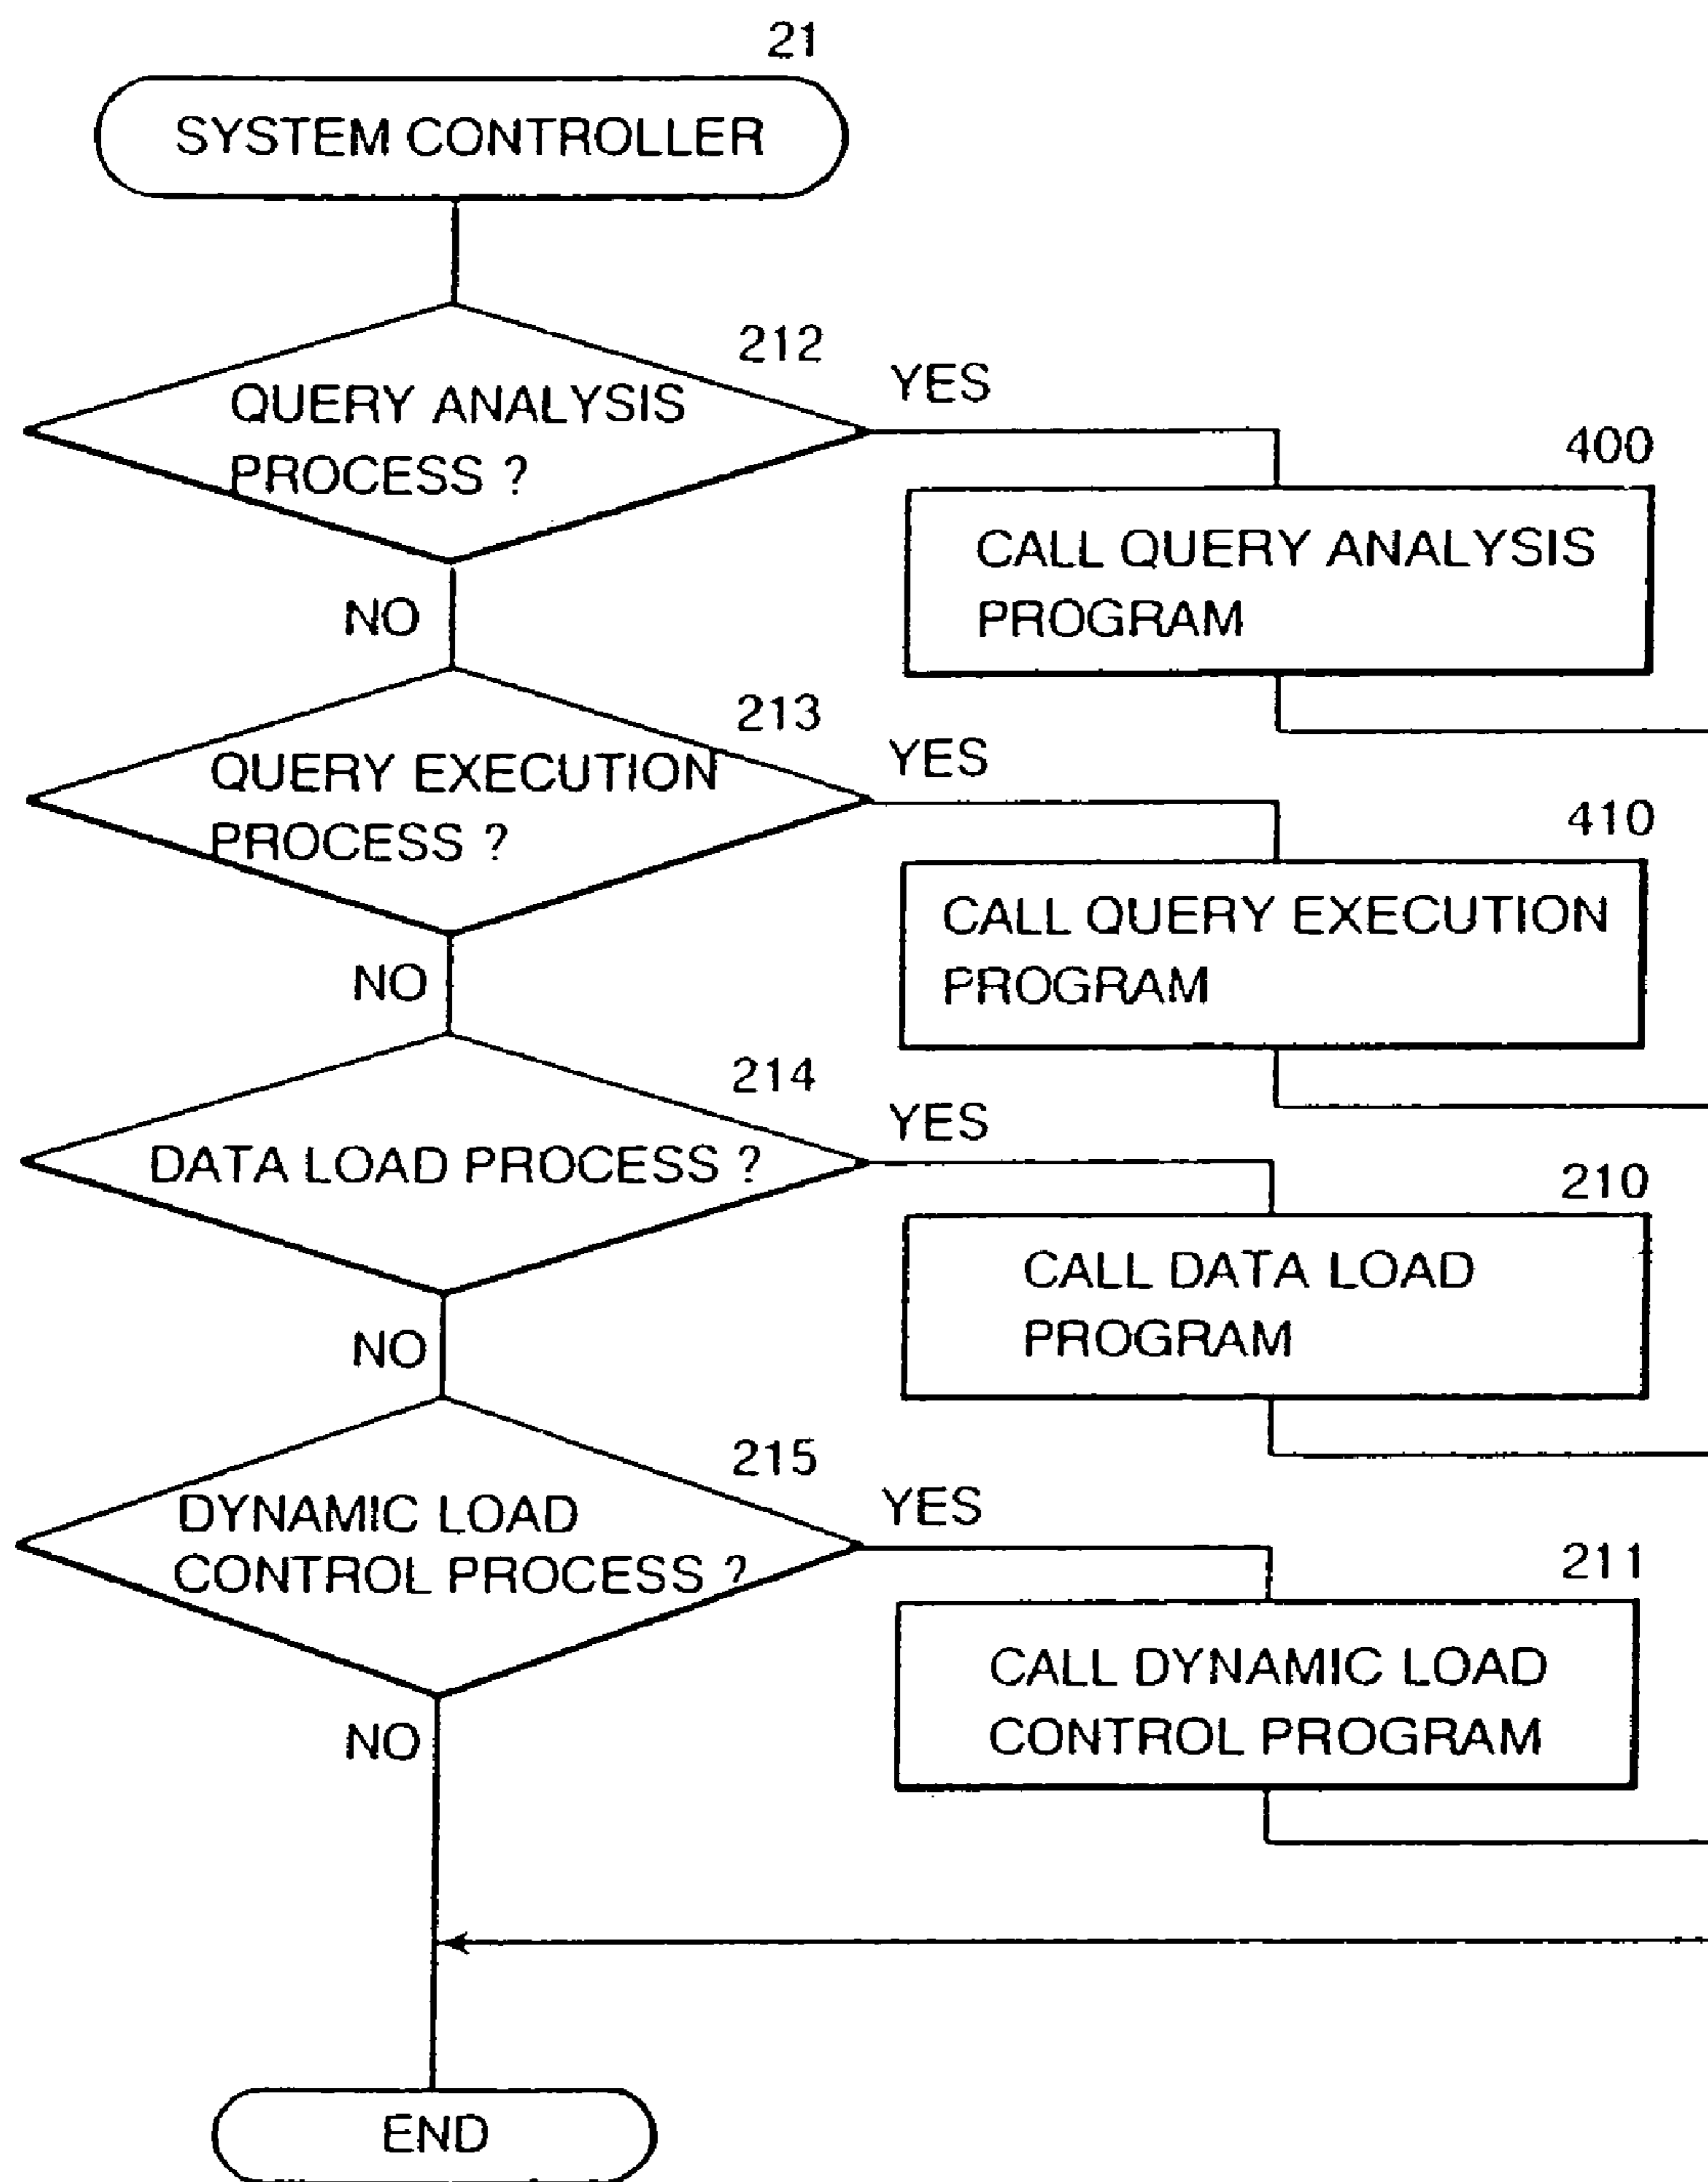 21
SYSTEM CONTROLLER
212
QUERY ANALYSIS
PROCESS ?
YES
400
CALL QUERY ANALYSIS
PROGRAM
NO
213
QUERY EXECUTION
PROCESS ?
YES
410
CALL QUERY EXECUTION
PROGRAM
NO
214
DATA LOAD PROCESS ?
YES
210
CALL DATA LOAD
PROGRAM
NO
215
DYNAMIC LOAD
CONTROL PROCESS ?
YES
211
CALL DYNAMIC LOAD
CONTROL PROGRAM
NO
END